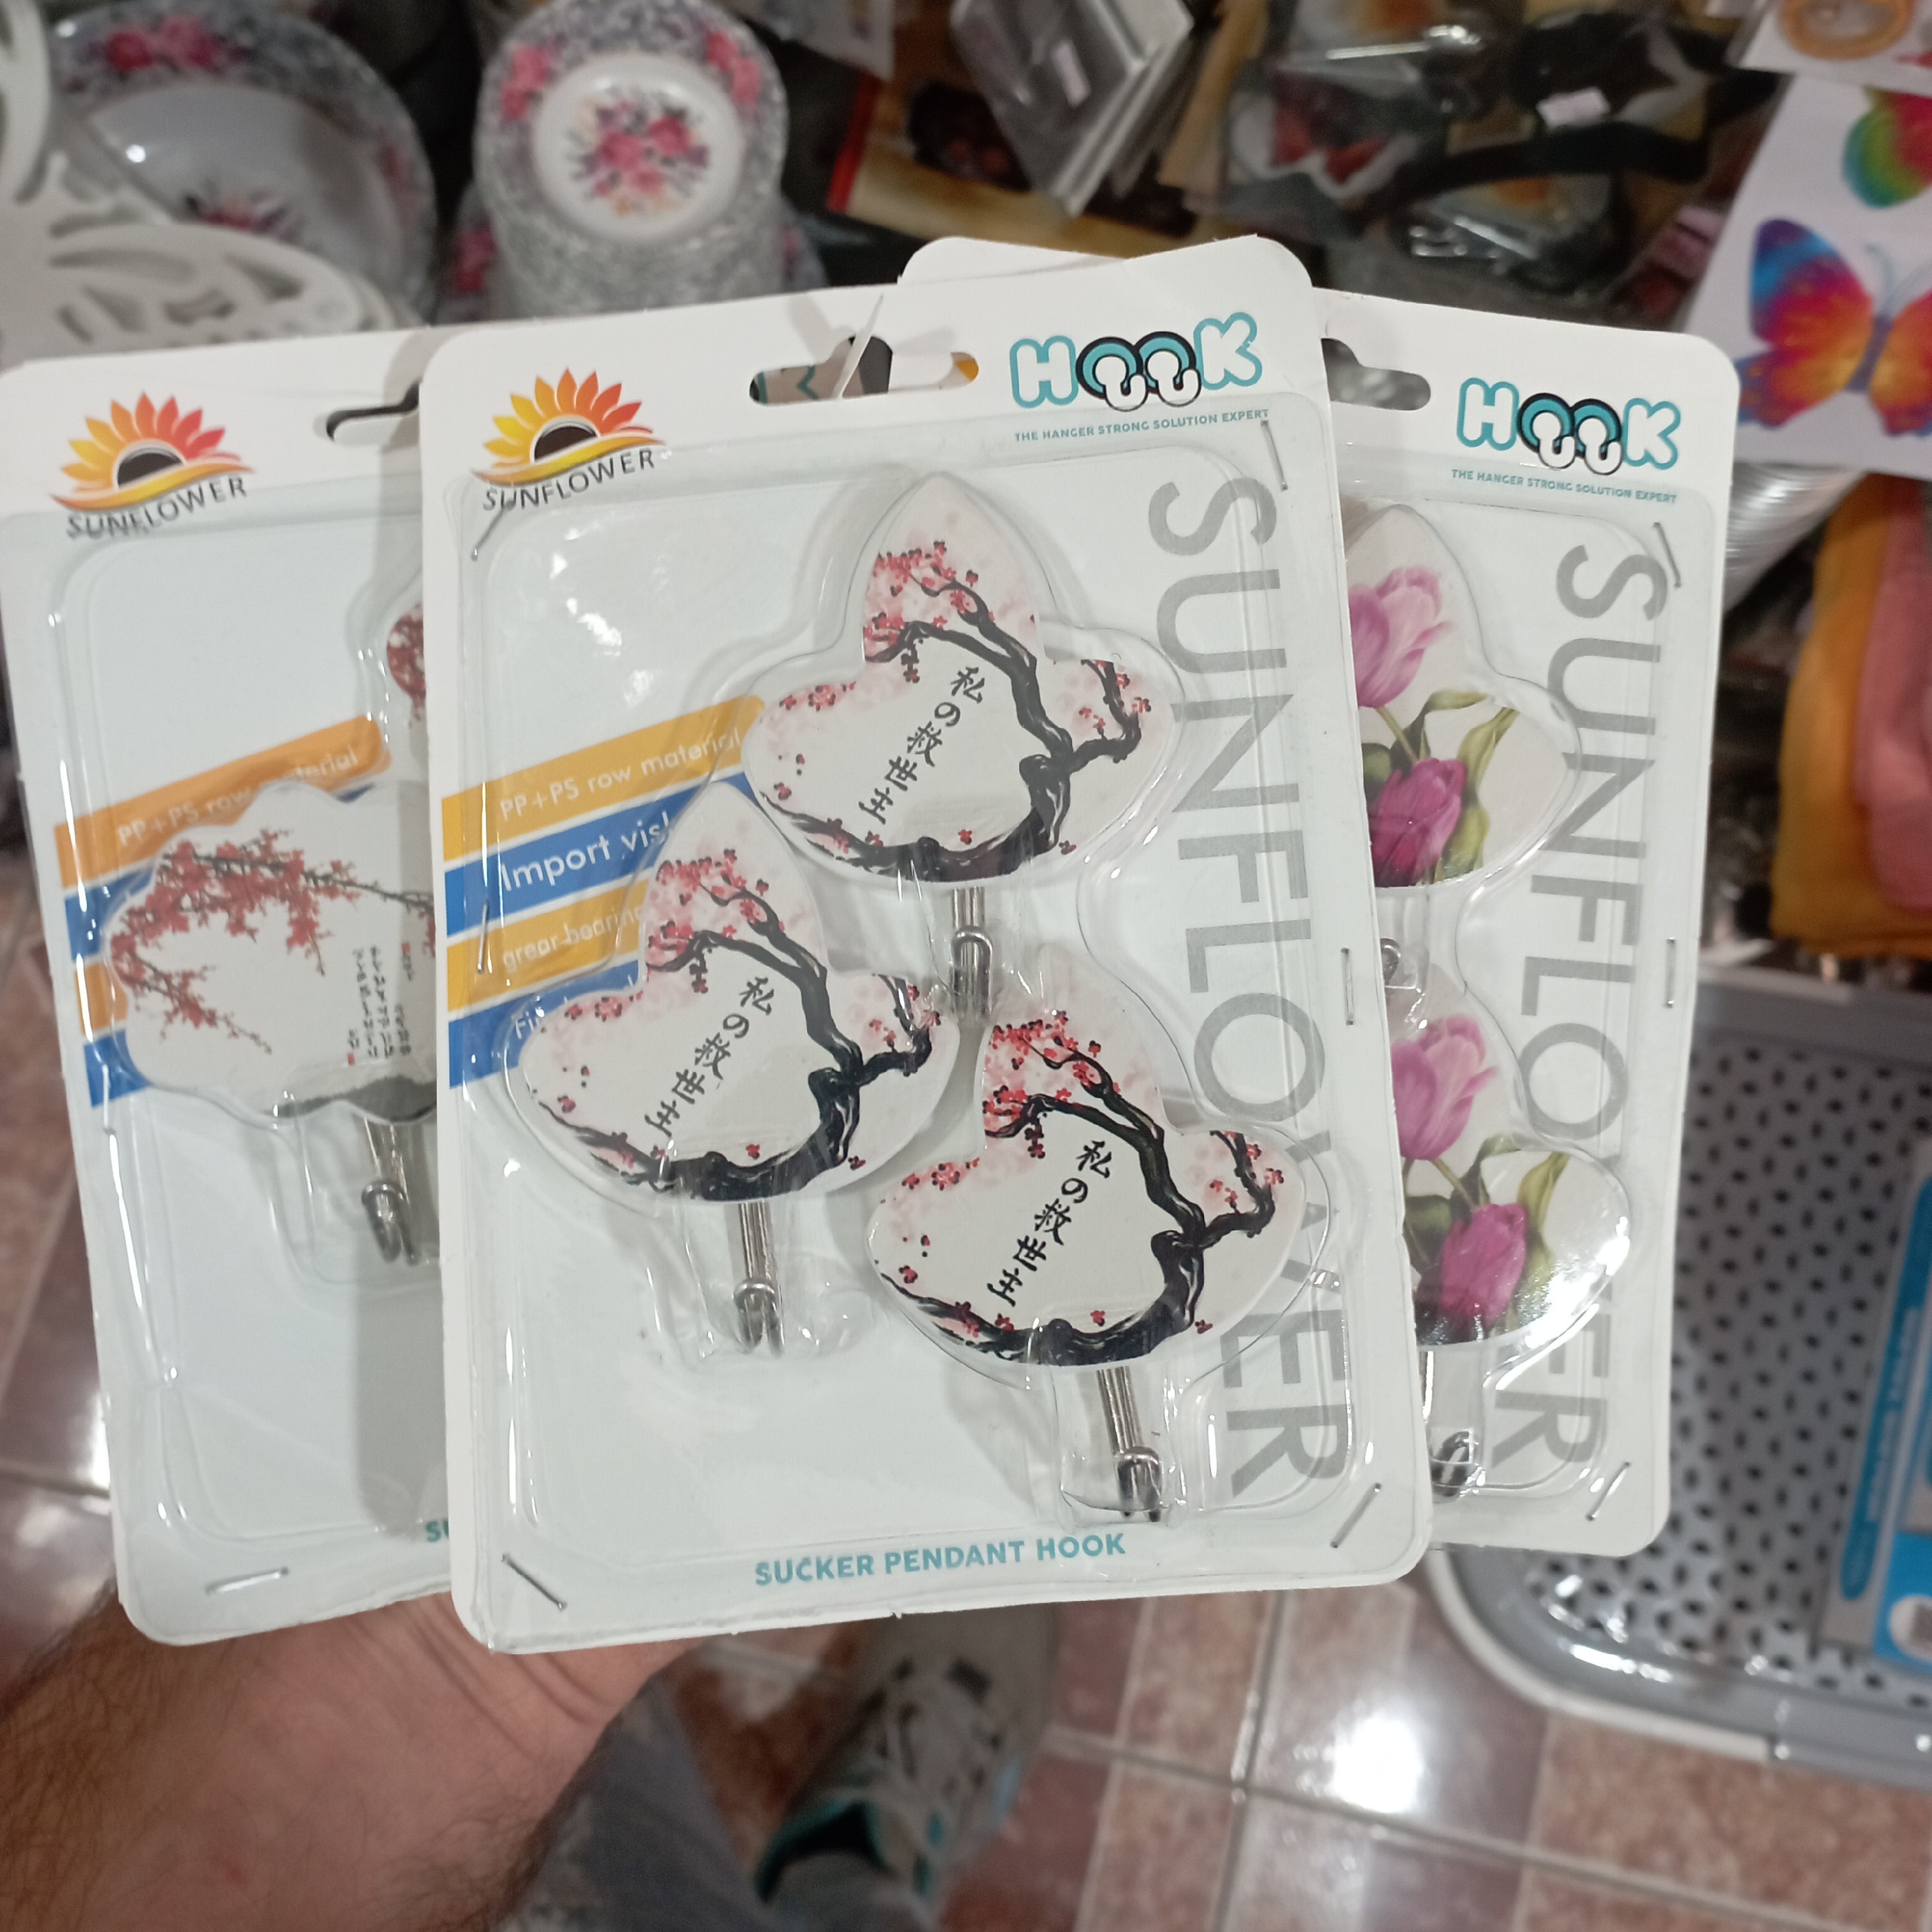 SUNFLOWER
PP+PS row material
SUNFLOWER
HOOK
THE HANGER STRONG SOLUTION EXPERT
SUNFLOWER
PP+PS row material
Import
grear bearing
私の救世主
私の救世主
私の救世主
SUCKER PENDANT HOOK
HOOK
THE HANGER STRONG SOLUTION EXPERT
SUNFLOWER